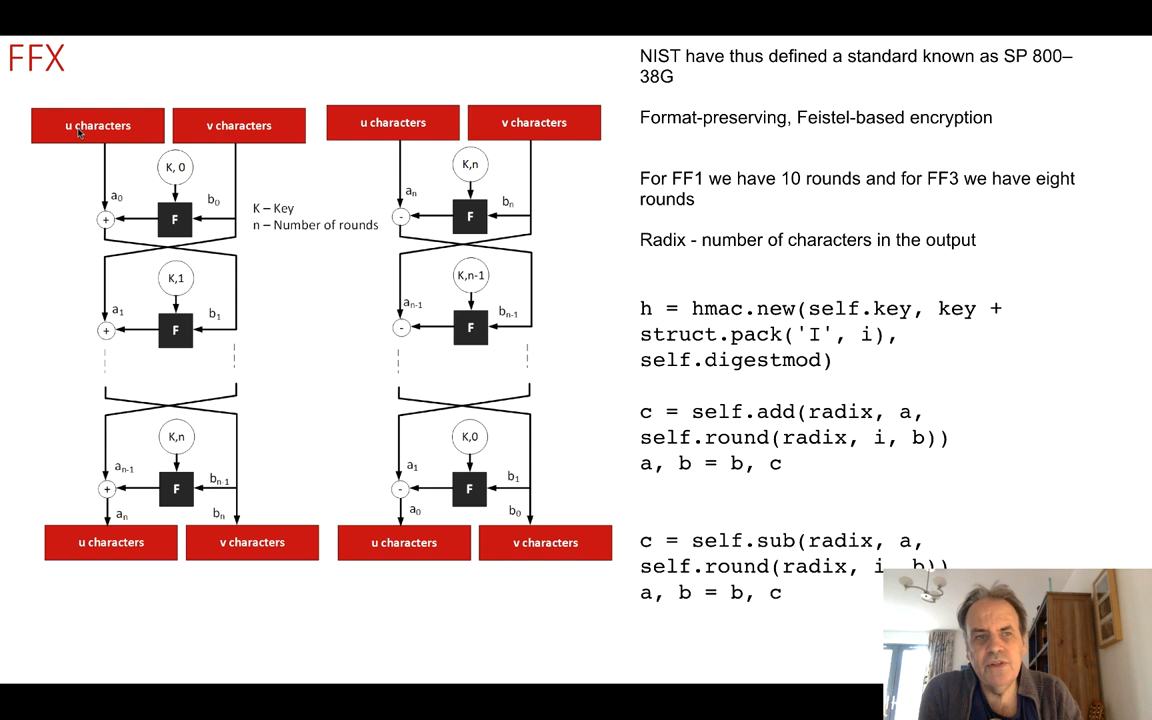 FFX
u characters
v characters
K, 0
a0
b0
F
+
K – Key
n – Number of rounds
K,1
a1
b1
F
+
K,n
an-1
bn-1
F
+
an
bn
u characters
v characters
u characters
v characters
K,n
an
bn
F
-
K,n-1
an-1
bn-1
F
-
K,0
a1
b1
F
-
a0
b0
u characters
v characters
NIST have thus defined a standard known as SP 800–
38G
Format-preserving, Feistel-based encryption
For FF1 we have 10 rounds and for FF3 we have eight
rounds
Radix - number of characters in the output
h = hmac.new(self.key, key +
struct.pack('I', i),
self.digestmod)
c = self.add(radix, a,
self.round(radix, i, b))
a, b = b, c
c = self.sub(radix, a,
self.round(radix, i, b))
a, b = b, c